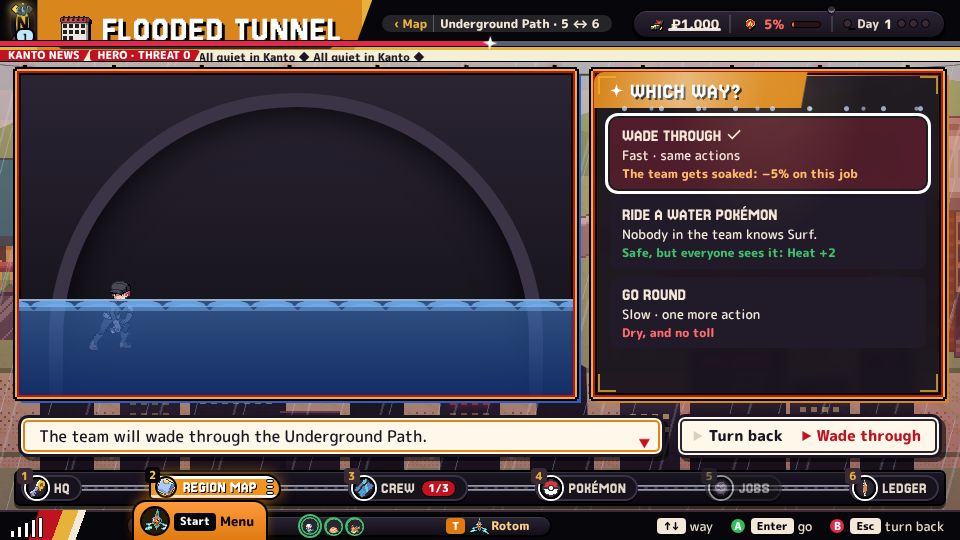 N
1
FLOODED TUNNEL
‹ Map
Underground Path · 5 ↔ 6
₽1,000
5%
Day 1
KANTO NEWS
HERO · THREAT 0
All quiet in Kanto ◆ All quiet in Kanto ◆
WHICH WAY?
WADE THROUGH ✓
Fast · same actions
The team gets soaked: −5% on this job
RIDE A WATER POKÉMON
Nobody in the team knows Surf.
Safe, but everyone sees it: Heat +2
GO ROUND
Slow · one more action
Dry, and no toll
The team will wade through the Underground Path.
Turn back
Wade through
1 HQ
2 REGION MAP
3 CREW 1/3
4 POKÉMON
5 JOBS
6 LEDGER
Start Menu
T Rotom
↑↓ way
A Enter go
B Esc turn back